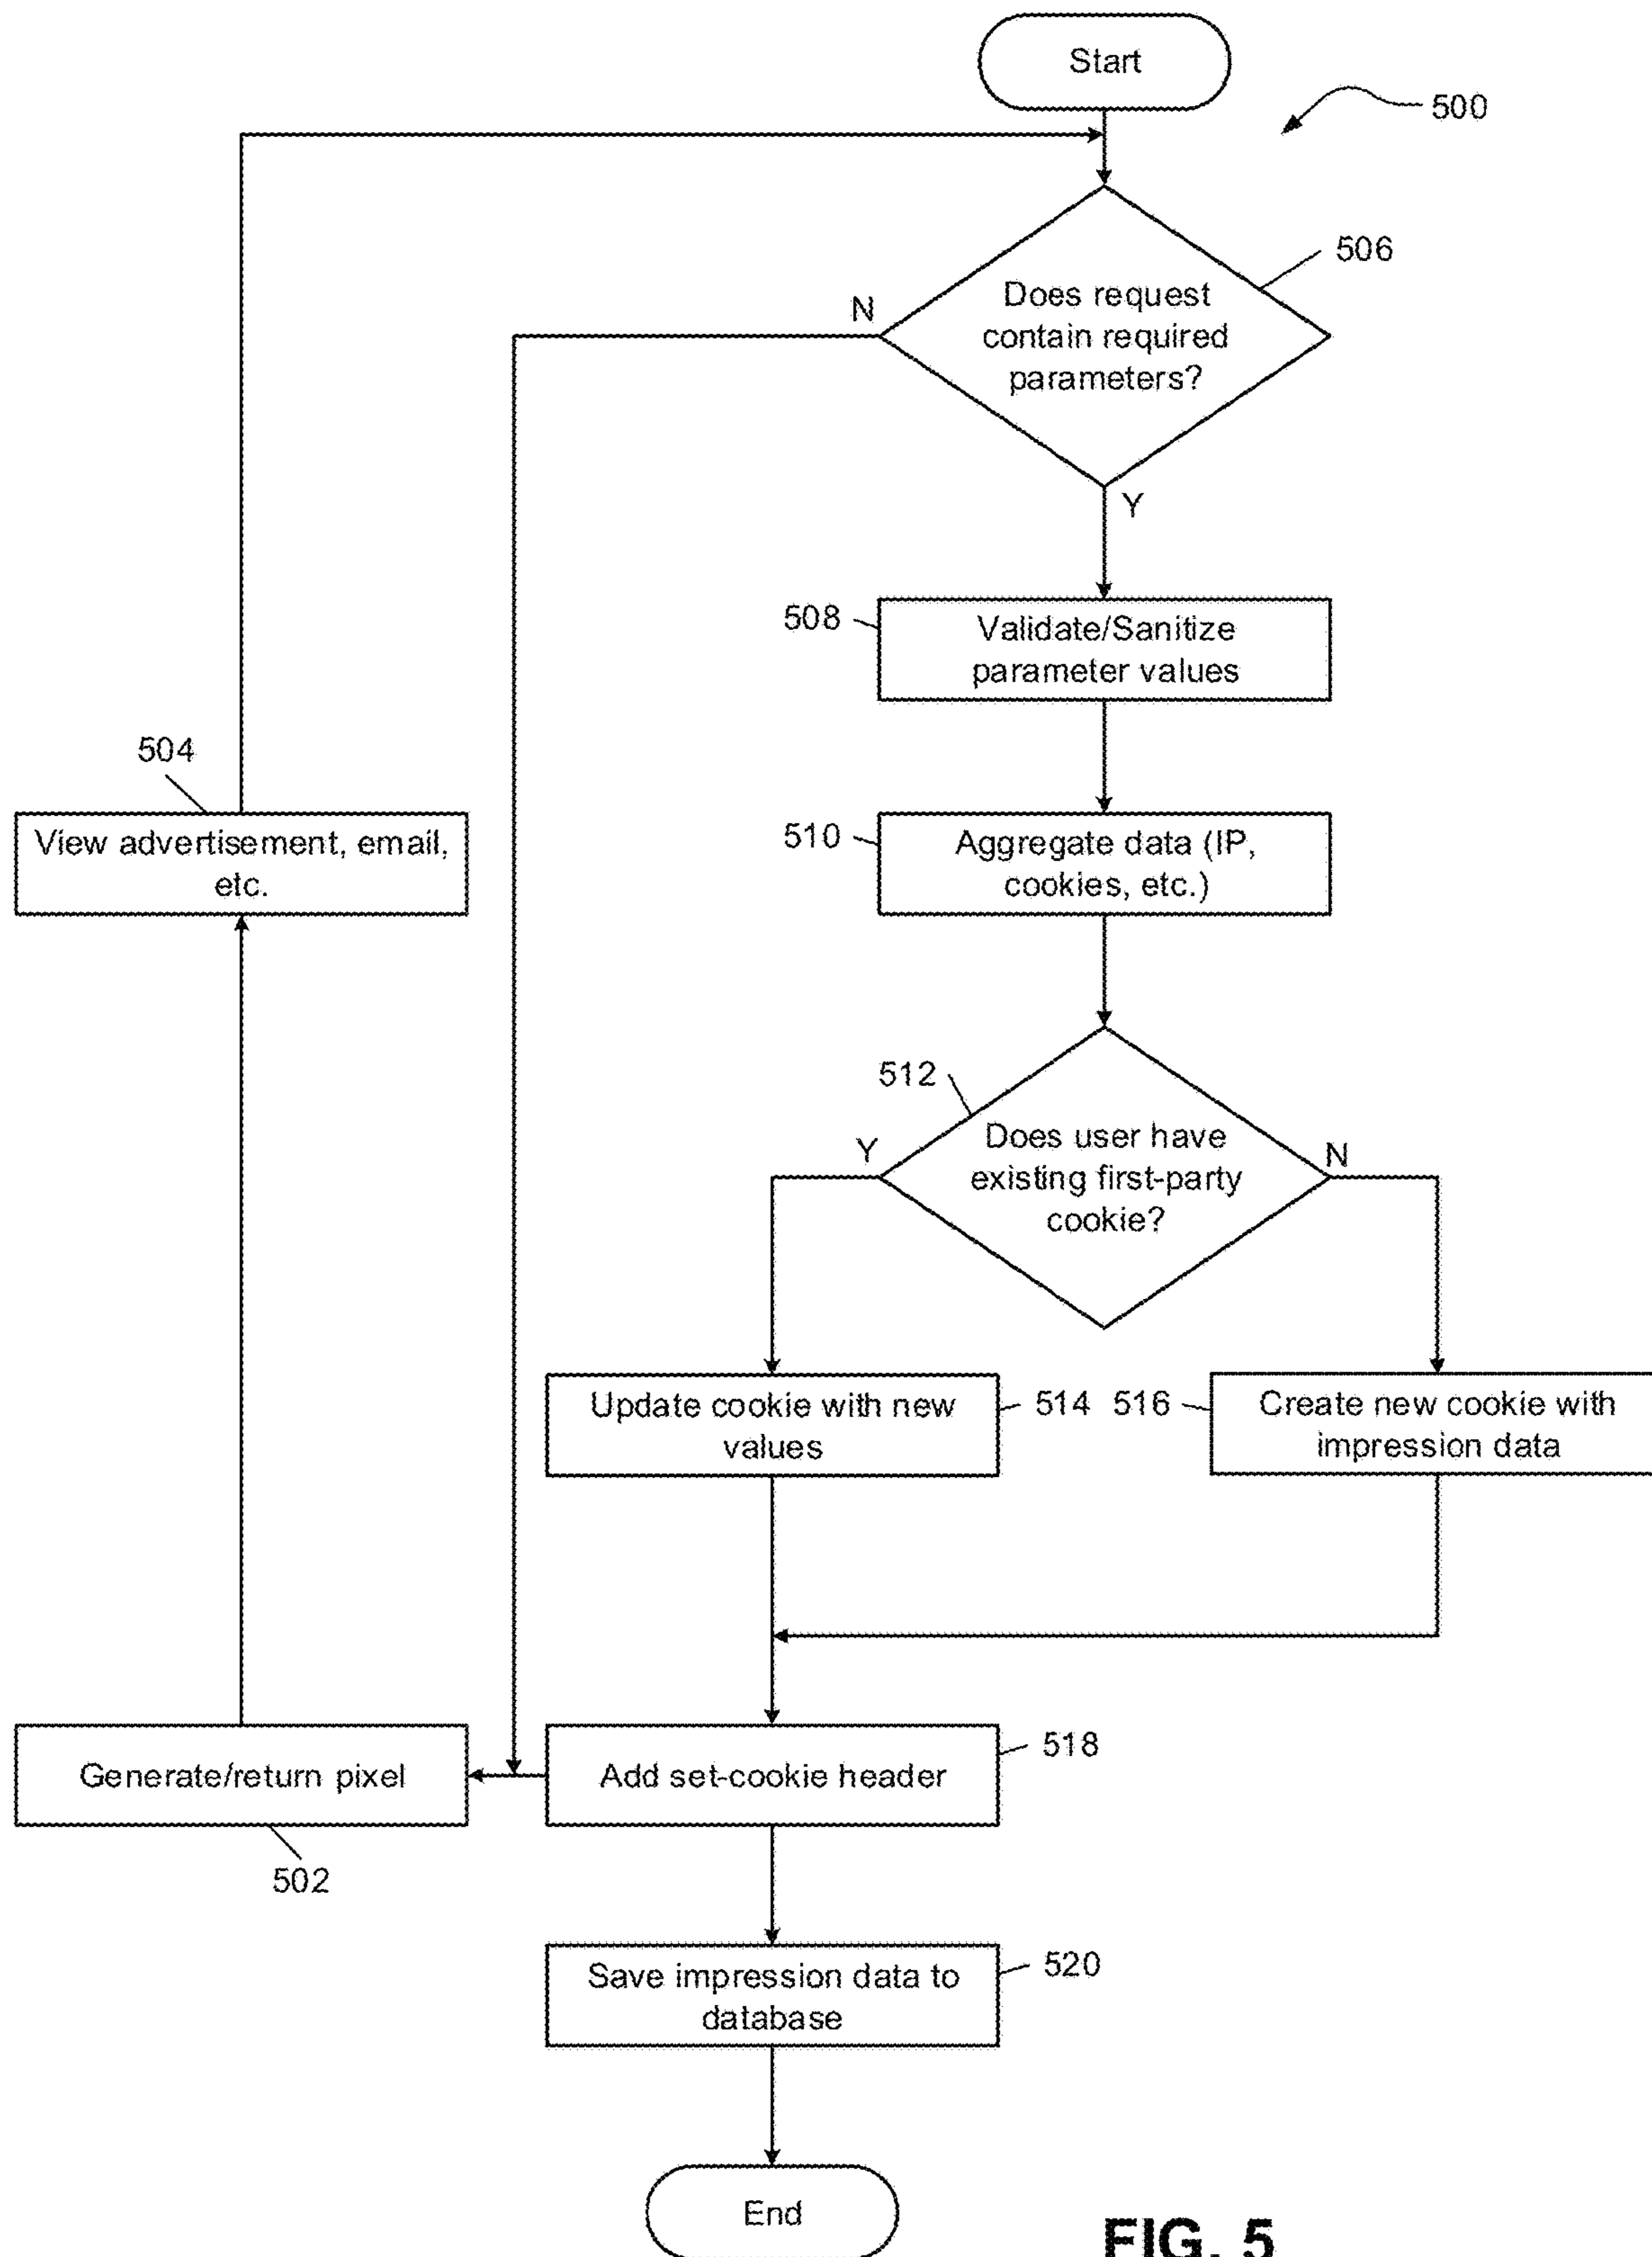 Start
500
506
Does request
contain required
parameters?
N
Y
508
Validate/Sanitize
parameter values
504
View advertisement, email,
etc.
510
Aggregate data (IP,
cookies, etc.)
512
Does user have
existing first-party
cookie?
Y
N
Update cookie with new
values
514
516
Create new cookie with
impression data
Generate/return pixel
502
Add set-cookie header
518
Save impression data to
database
520
End
FIG. 5